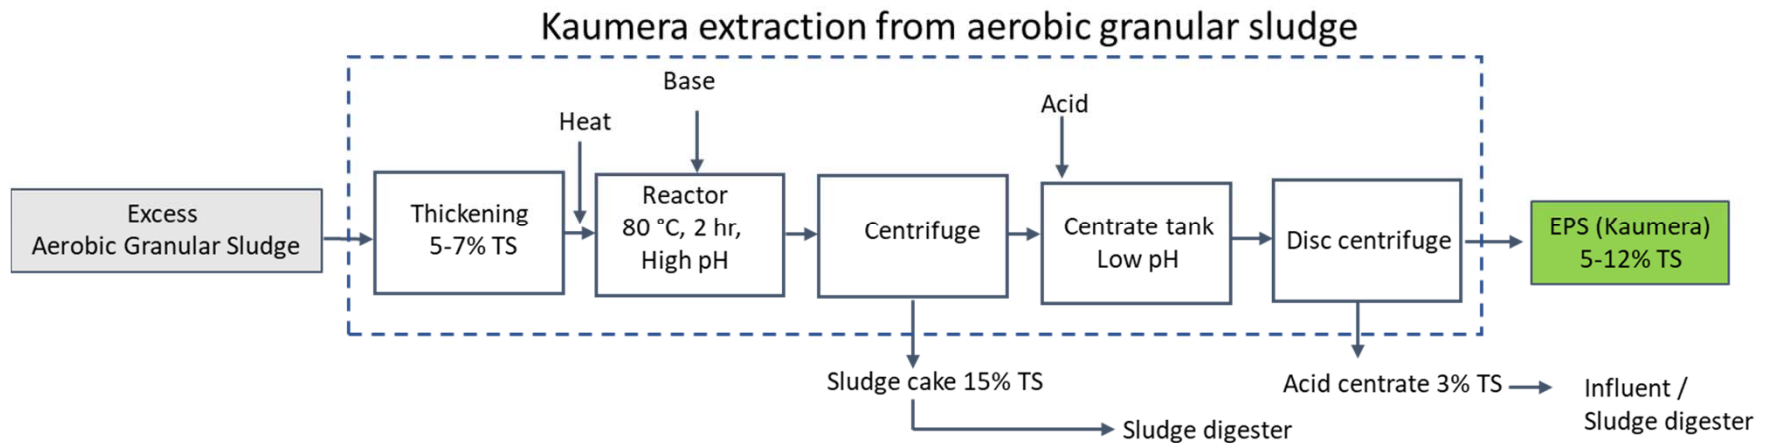 Kaumera extraction from aerobic granular sludge
Base
Heat
Acid
Excess
Aerobic Granular Sludge
Thickening
5-7% TS
Reactor
80 °C, 2 hr,
High pH
Centrifuge
Centrate tank
Low pH
Disc centrifuge
EPS (Kaumera)
5-12% TS
Sludge cake 15% TS
Sludge digester
Acid centrate 3% TS
Influent /
Sludge digester